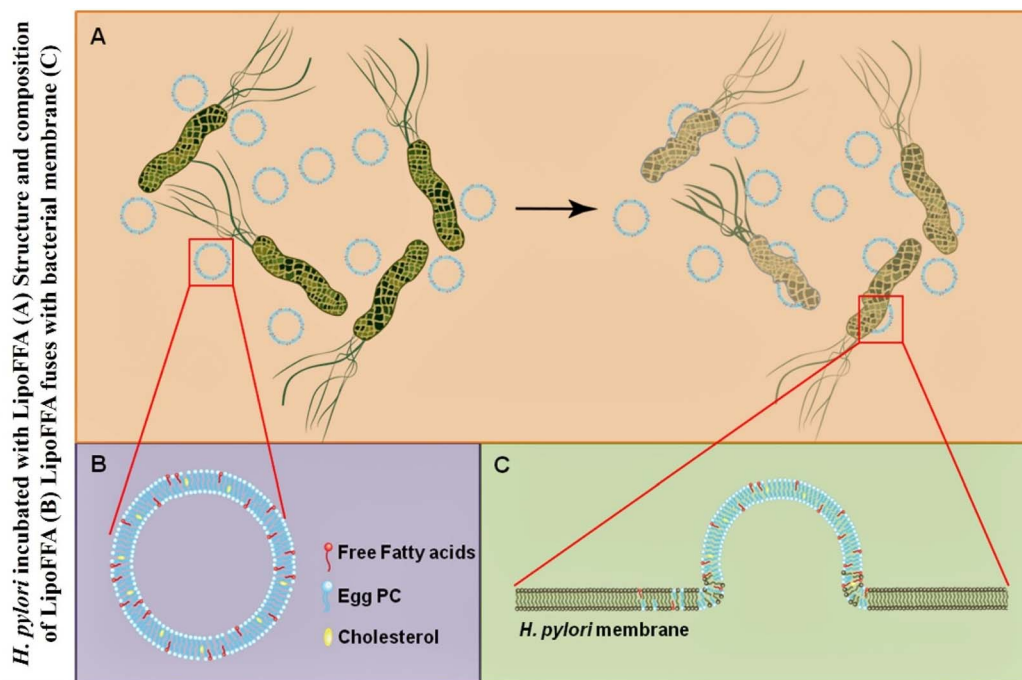 H. pylori incubated with LipoFFA (A) Structure and composition
of LipoFFA (B) LipoFFA fuses with bacterial membrane (C)
A
B
Free Fatty acids
Egg PC
Cholesterol
C
H. pylori membrane